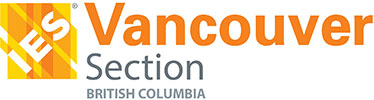 IES®
Vancouver
Section
BRITISH COLUMBIA